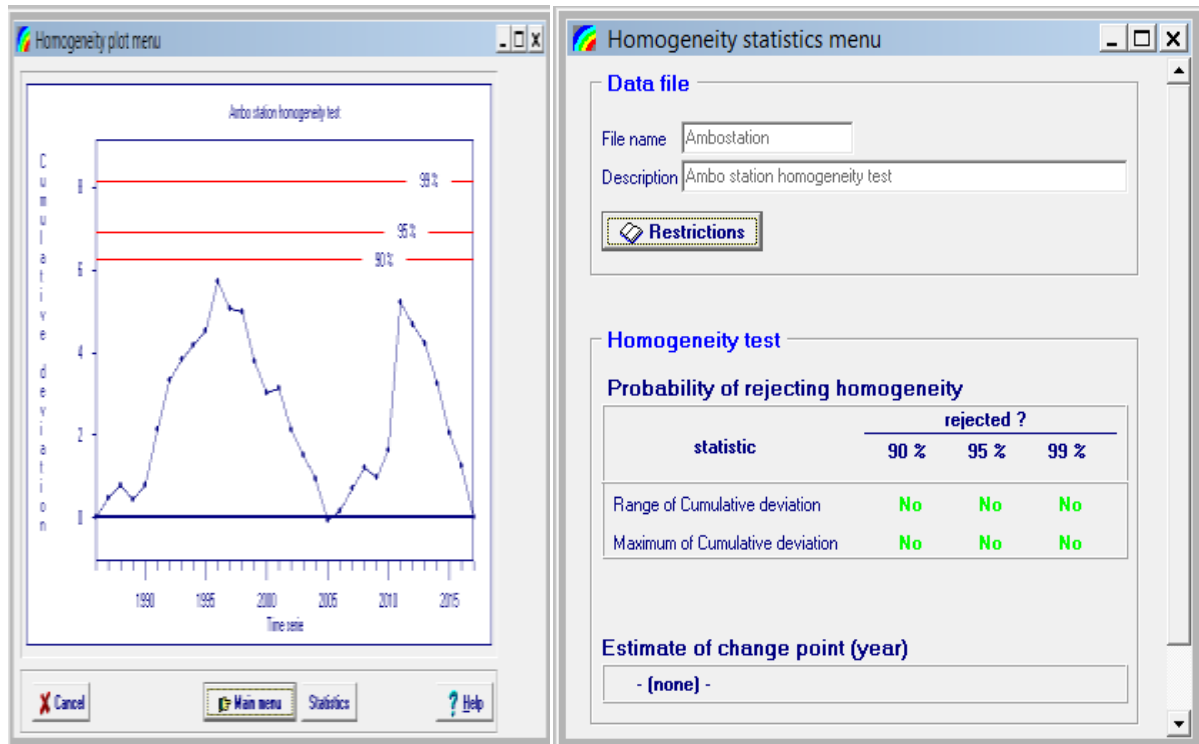 Homogeneity plot menu
Ambo station homogeneity test
Cumulative deviation
8
6
4
2
0
99 %
95 %
90 %
1990 1995 2000 2005 2010 2015
Time serie
Cancel Main menu Statistics ? Help
Homogeneity statistics menu
Data file
File name Ambostation
Description Ambo station homogeneity test
Restrictions
Homogeneity test
Probability of rejecting homogeneity
rejected ?
statistic 90 % 95 % 99 %
Range of Cumulative deviation No No No
Maximum of Cumulative deviation No No No
Estimate of change point (year)
- (none) -